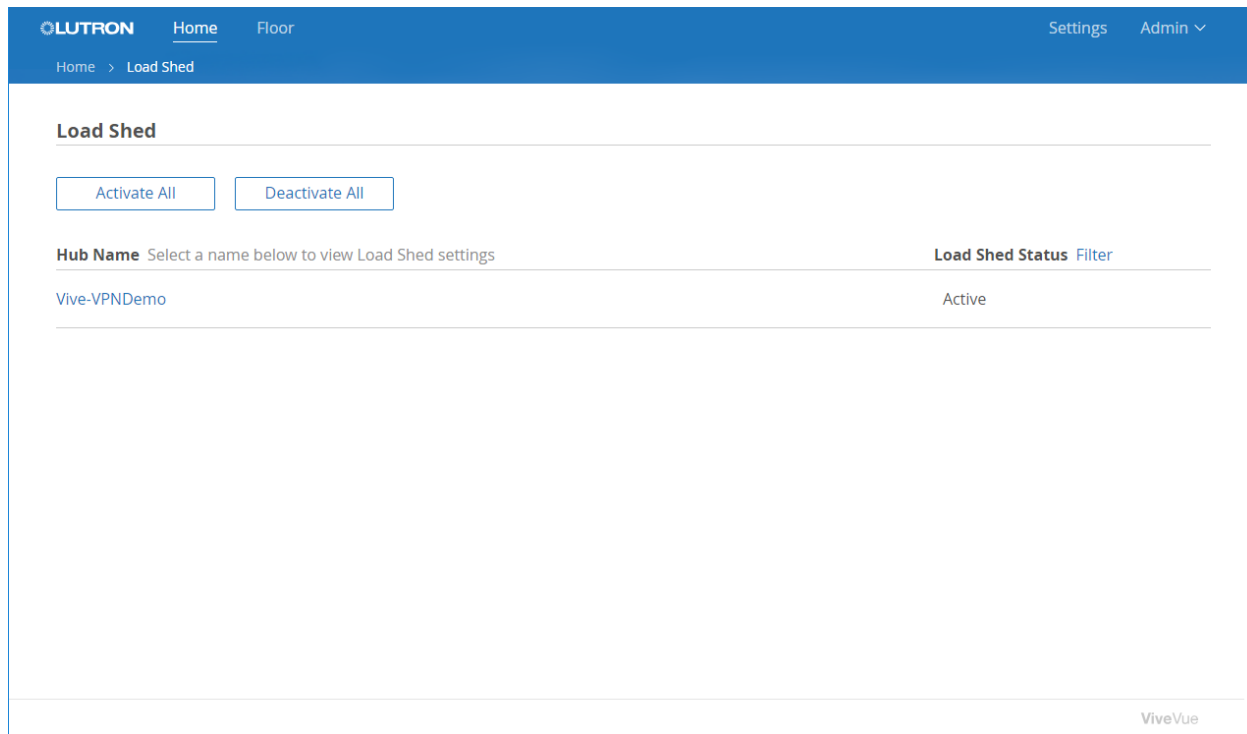 LUTRON Home Floor Settings Admin
Home > Load Shed
Load Shed
Activate All Deactivate All
Hub Name Select a name below to view Load Shed settings Load Shed Status Filter
Vive-VPNDemo Active
ViveVue